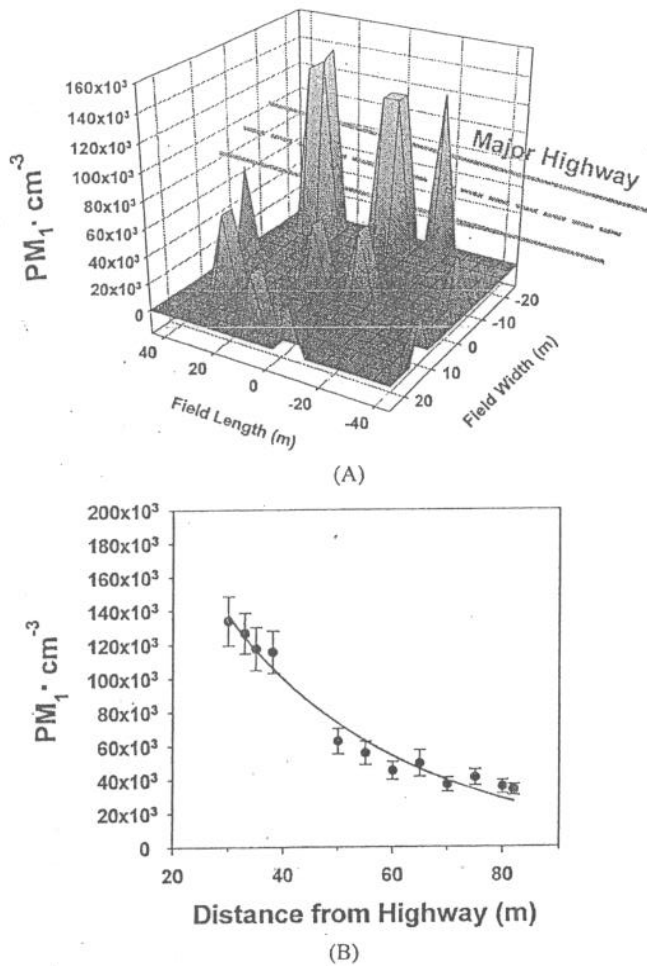 160x10³
140x10³
120x10³
100x10³
80x10³
60x10³
40x10³
20x10³
0
PM₁· cm⁻³
Major Highway
40
20
0
-20
-40
Field Length (m)
-20
-10
0
10
20
Field Width (m)
(A)
200x10³
180x10³
160x10³
140x10³
120x10³
100x10³
80x10³
60x10³
40x10³
20x10³
0
PM₁· cm⁻³
20 40 60 80
Distance from Highway (m)
(B)